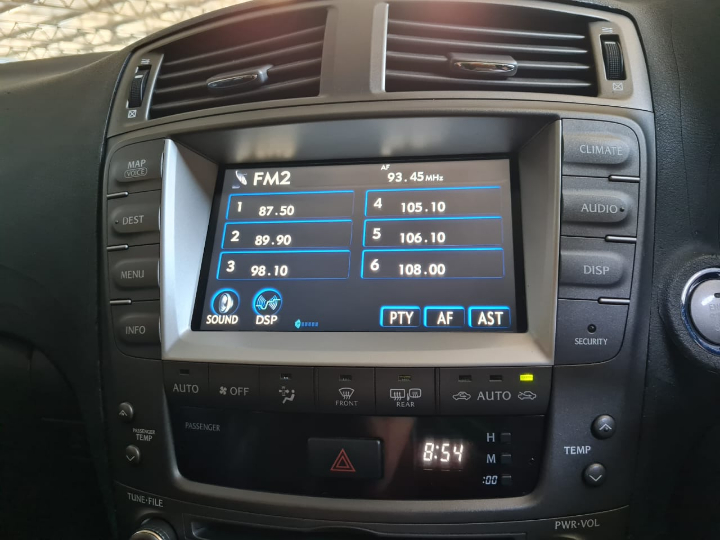 MAP
VOICE
DEST
MENU
INFO
CLIMATE
AUDIO
DISP
SECURITY
FM2
AF
93.45 MHz
1 87.50
4 105.10
2 89.90
5 106.10
3 98.10
6 108.00
SOUND
DSP
PTY
AF
AST
AUTO
OFF
FRONT
REAR
AUTO
PASSENGER
TEMP
PASSENGER
8:54
H
M
:00
TEMP
TUNE·FILE
PWR·VOL